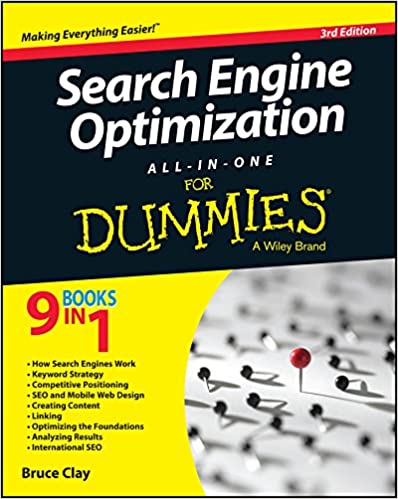 Making Everything Easier!™
3rd Edition
Search Engine
Optimization
ALL-IN-ONE
FOR
DUMMIES®
A Wiley Brand
9 BOOKS
IN 1
• How Search Engines Work
• Keyword Strategy
• Competitive Positioning
• SEO and Mobile Web Design
• Creating Content
• Linking
• Optimizing the Foundations
• Analyzing Results
• International SEO
Bruce Clay